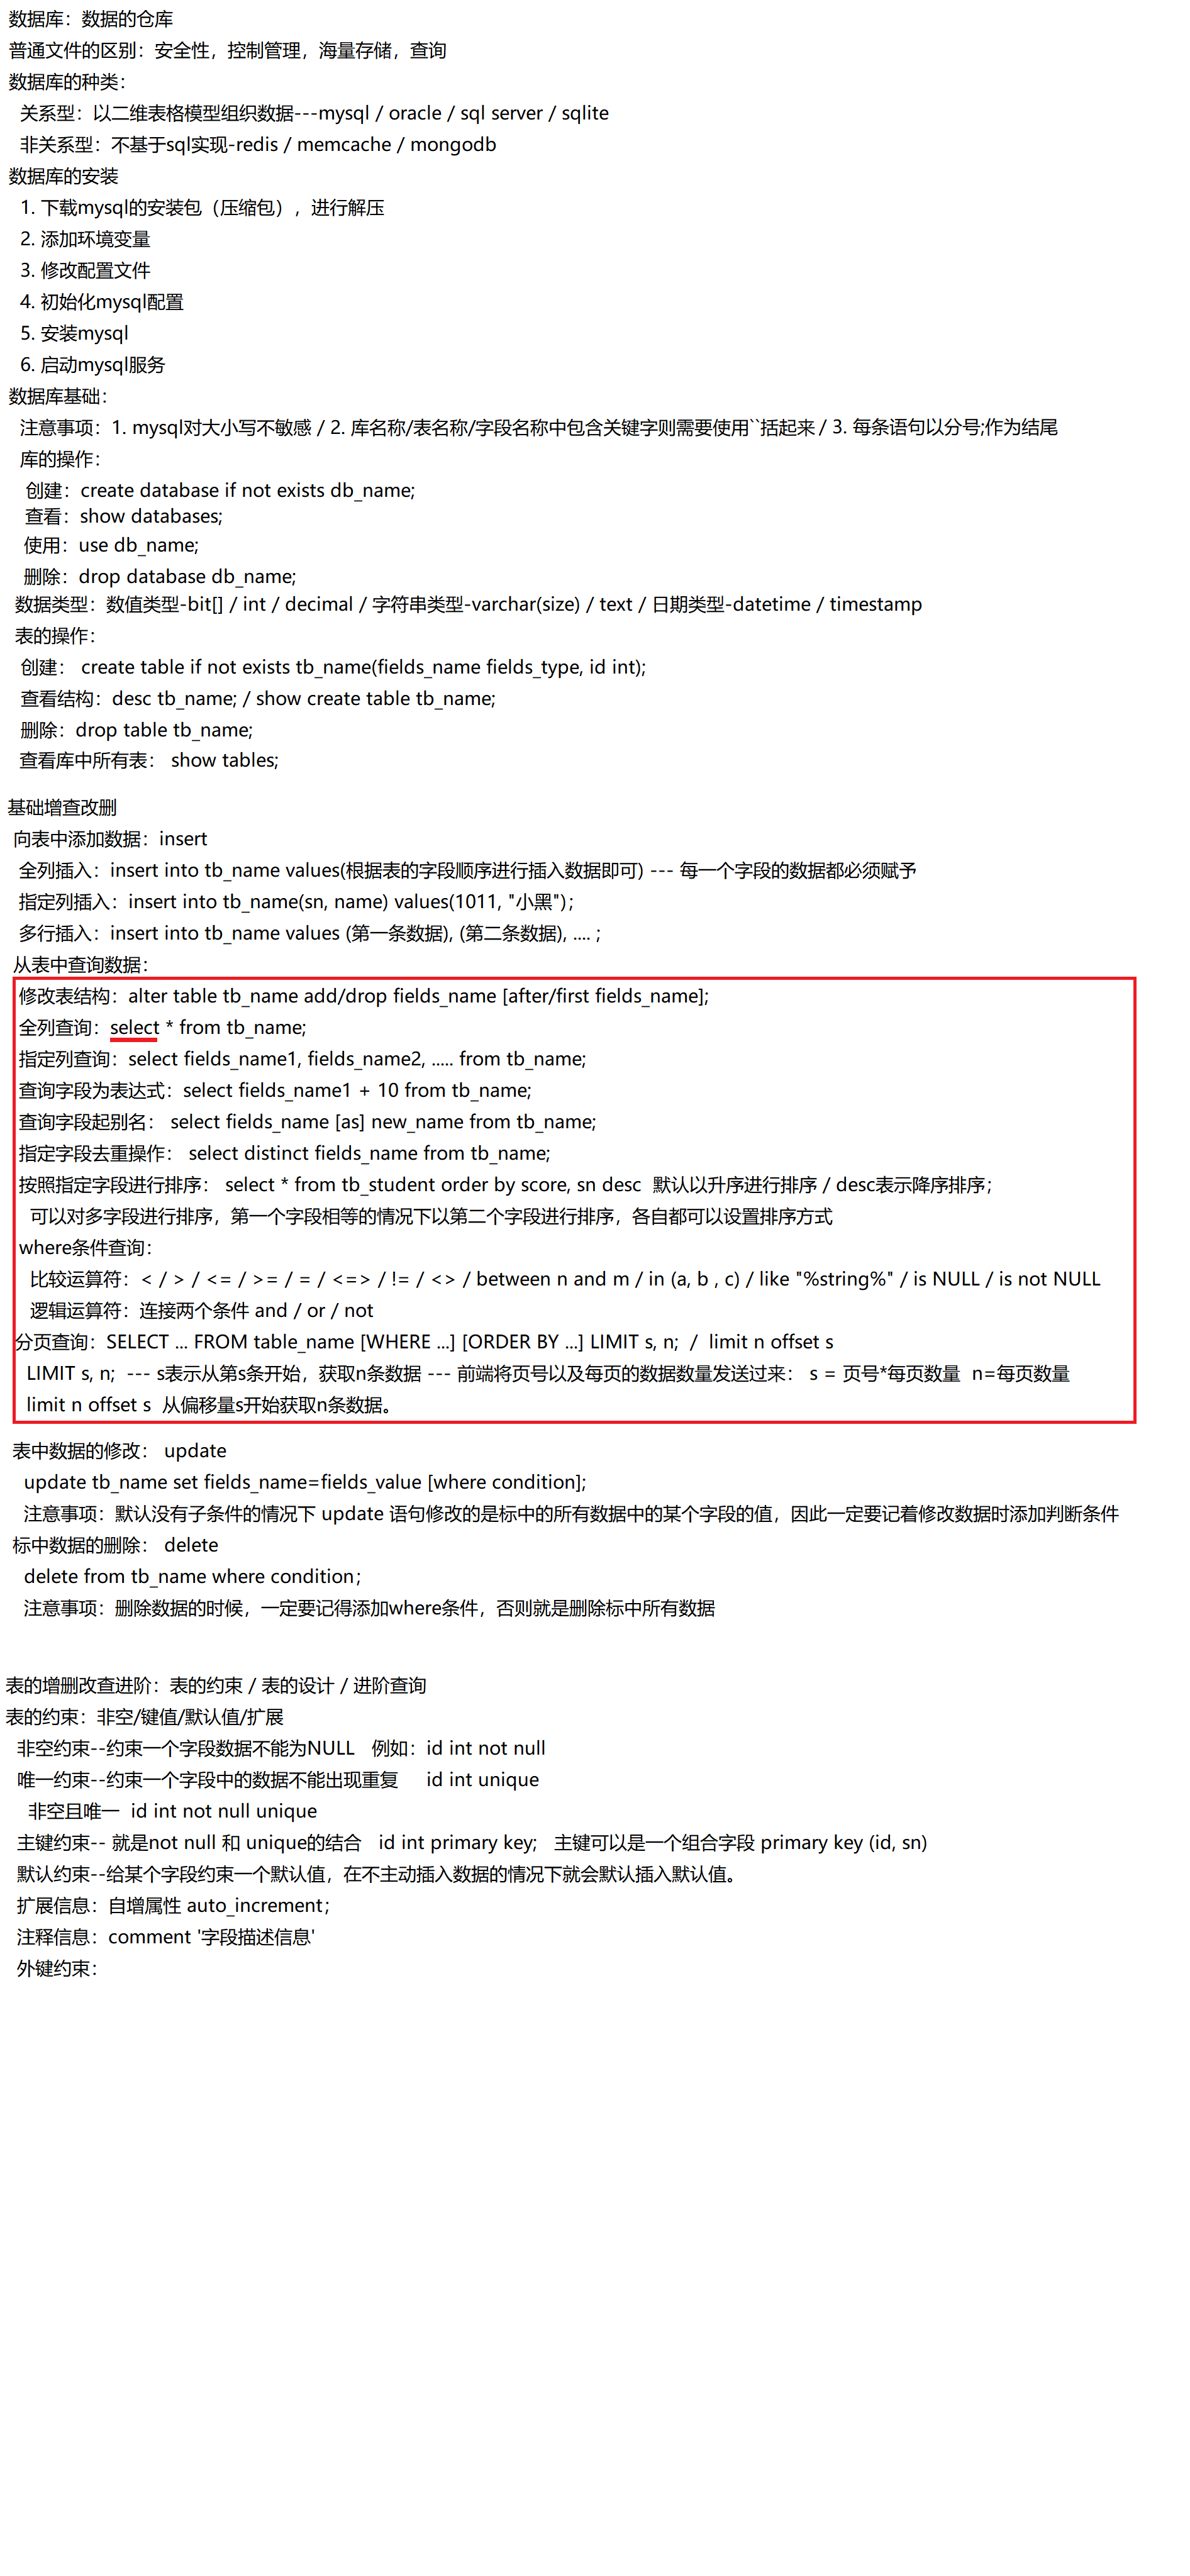 数据库：数据的仓库
普通文件的区别：安全性，控制管理，海量存储，查询
数据库的种类：
关系型：以二维表格模型组织数据---mysql / oracle / sql server / sqlite
非关系型：不基于sql实现-redis / memcache / mongodb
数据库的安装
1. 下载mysql的安装包（压缩包），进行解压
2. 添加环境变量
3. 修改配置文件
4. 初始化mysql配置
5. 安装mysql
6. 启动mysql服务
数据库基础：
注意事项：1. mysql对大小写不敏感 / 2. 库名称/表名称/字段名称中包含关键字则需要使用``括起来 / 3. 每条语句以分号;作为结尾
库的操作：
创建：create database if not exists db_name;
查看：show databases;
使用：use db_name;
删除：drop database db_name;
数据类型：数值类型-bit[] / int / decimal / 字符串类型-varchar(size) / text / 日期类型-datetime / timestamp
表的操作：
创建： create table if not exists tb_name(fields_name fields_type, id int);
查看结构：desc tb_name; / show create table tb_name;
删除：drop table tb_name;
查看库中所有表： show tables;
基础增查改删
向表中添加数据：insert
全列插入：insert into tb_name values(根据表的字段顺序进行插入数据即可) --- 每一个字段的数据都必须赋予
指定列插入：insert into tb_name(sn, name) values(1011, "小黑")；
多行插入：insert into tb_name values (第一条数据), (第二条数据), .... ;
从表中查询数据：
修改表结构：alter table tb_name add/drop fields_name [after/first fields_name];
全列查询：select * from tb_name;
指定列查询：select fields_name1, fields_name2, ..... from tb_name;
查询字段为表达式：select fields_name1 + 10 from tb_name;
查询字段起别名： select fields_name [as] new_name from tb_name;
指定字段去重操作： select distinct fields_name from tb_name;
按照指定字段进行排序： select * from tb_student order by score, sn desc 默认以升序进行排序 / desc表示降序排序；
可以对多字段进行排序，第一个字段相等的情况下以第二个字段进行排序，各自都可以设置排序方式
where条件查询：
比较运算符：< / > / <= / >= / = / <=> / != / <> / between n and m / in (a, b , c) / like "%string%" / is NULL / is not NULL
逻辑运算符：连接两个条件 and / or / not
分页查询：SELECT ... FROM table_name [WHERE ...] [ORDER BY ...] LIMIT s, n; / limit n offset s
LIMIT s, n; --- s表示从第s条开始，获取n条数据 --- 前端将页号以及每页的数据数量发送过来： s = 页号*每页数量 n=每页数量
limit n offset s 从偏移量s开始获取n条数据。
表中数据的修改： update
update tb_name set fields_name=fields_value [where condition];
注意事项：默认没有子条件的情况下 update 语句修改的是标中的所有数据中的某个字段的值，因此一定要记着修改数据时添加判断条件
标中数据的删除： delete
delete from tb_name where condition；
注意事项：删除数据的时候，一定要记得添加where条件，否则就是删除标中所有数据
表的增删改查进阶：表的约束 / 表的设计 / 进阶查询
表的约束：非空/键值/默认值/扩展
非空约束--约束一个字段数据不能为NULL 例如：id int not null
唯一约束--约束一个字段中的数据不能出现重复 id int unique
非空且唯一 id int not null unique
主键约束-- 就是not null 和 unique的结合 id int primary key; 主键可以是一个组合字段 primary key (id, sn)
默认约束--给某个字段约束一个默认值，在不主动插入数据的情况下就会默认插入默认值。
扩展信息：自增属性 auto_increment；
注释信息：comment '字段描述信息'
外键约束：